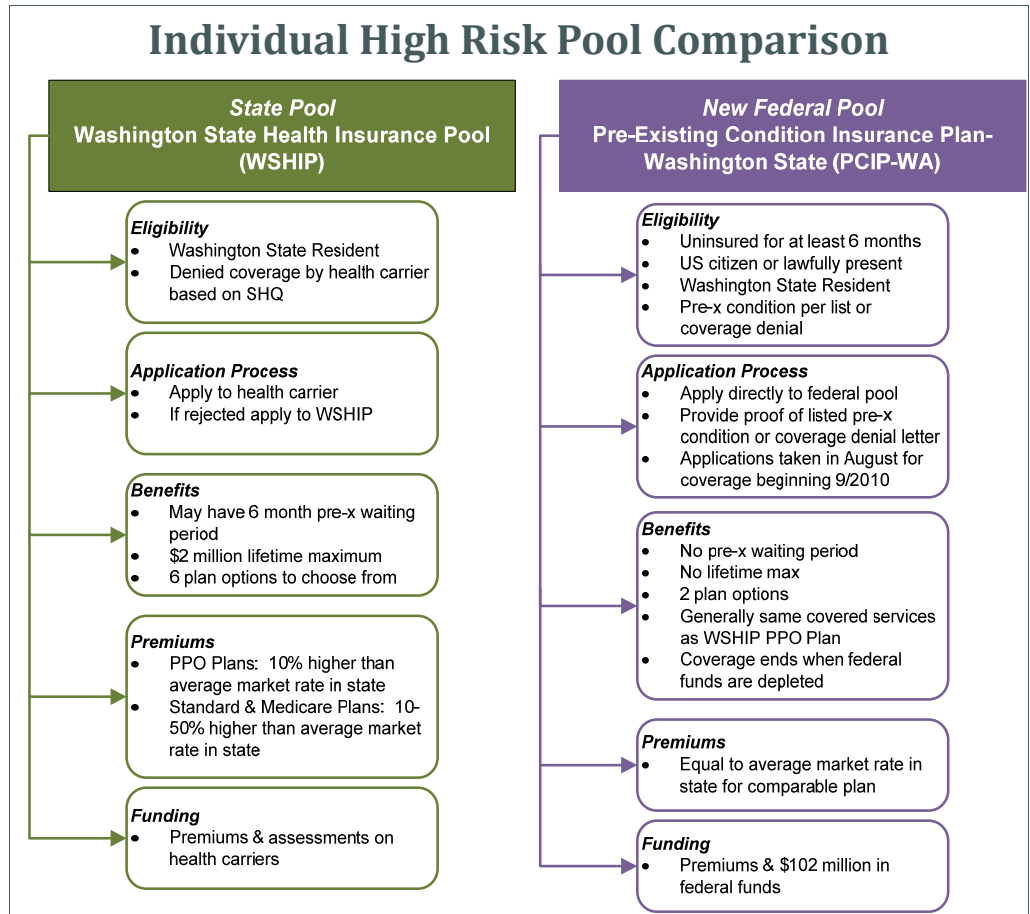 Individual High Risk Pool Comparison
State Pool
Washington State Health Insurance Pool
(WSHIP)
Eligibility
• Washington State Resident
• Denied coverage by health carrier
based on SHQ
Application Process
• Apply to health carrier
• If rejected apply to WSHIP
Benefits
• May have 6 month pre-x waiting
period
• $2 million lifetime maximum
• 6 plan options to choose from
Premiums
• PPO Plans: 10% higher than
average market rate in state
• Standard & Medicare Plans: 10-
50% higher than average market
rate in state
Funding
• Premiums & assessments on
health carriers
New Federal Pool
Pre-Existing Condition Insurance Plan-
Washington State (PCIP-WA)
Eligibility
• Uninsured for at least 6 months
• US citizen or lawfully present
• Washington State Resident
• Pre-x condition per list or
coverage denial
Application Process
• Apply directly to federal pool
• Provide proof of listed pre-x
condition or coverage denial letter
• Applications taken in August for
coverage beginning 9/2010
Benefits
• No pre-x waiting period
• No lifetime max
• 2 plan options
• Generally same covered services
as WSHIP PPO Plan
• Coverage ends when federal
funds are depleted
Premiums
• Equal to average market rate in
state for comparable plan
Funding
• Premiums & $102 million in
federal funds